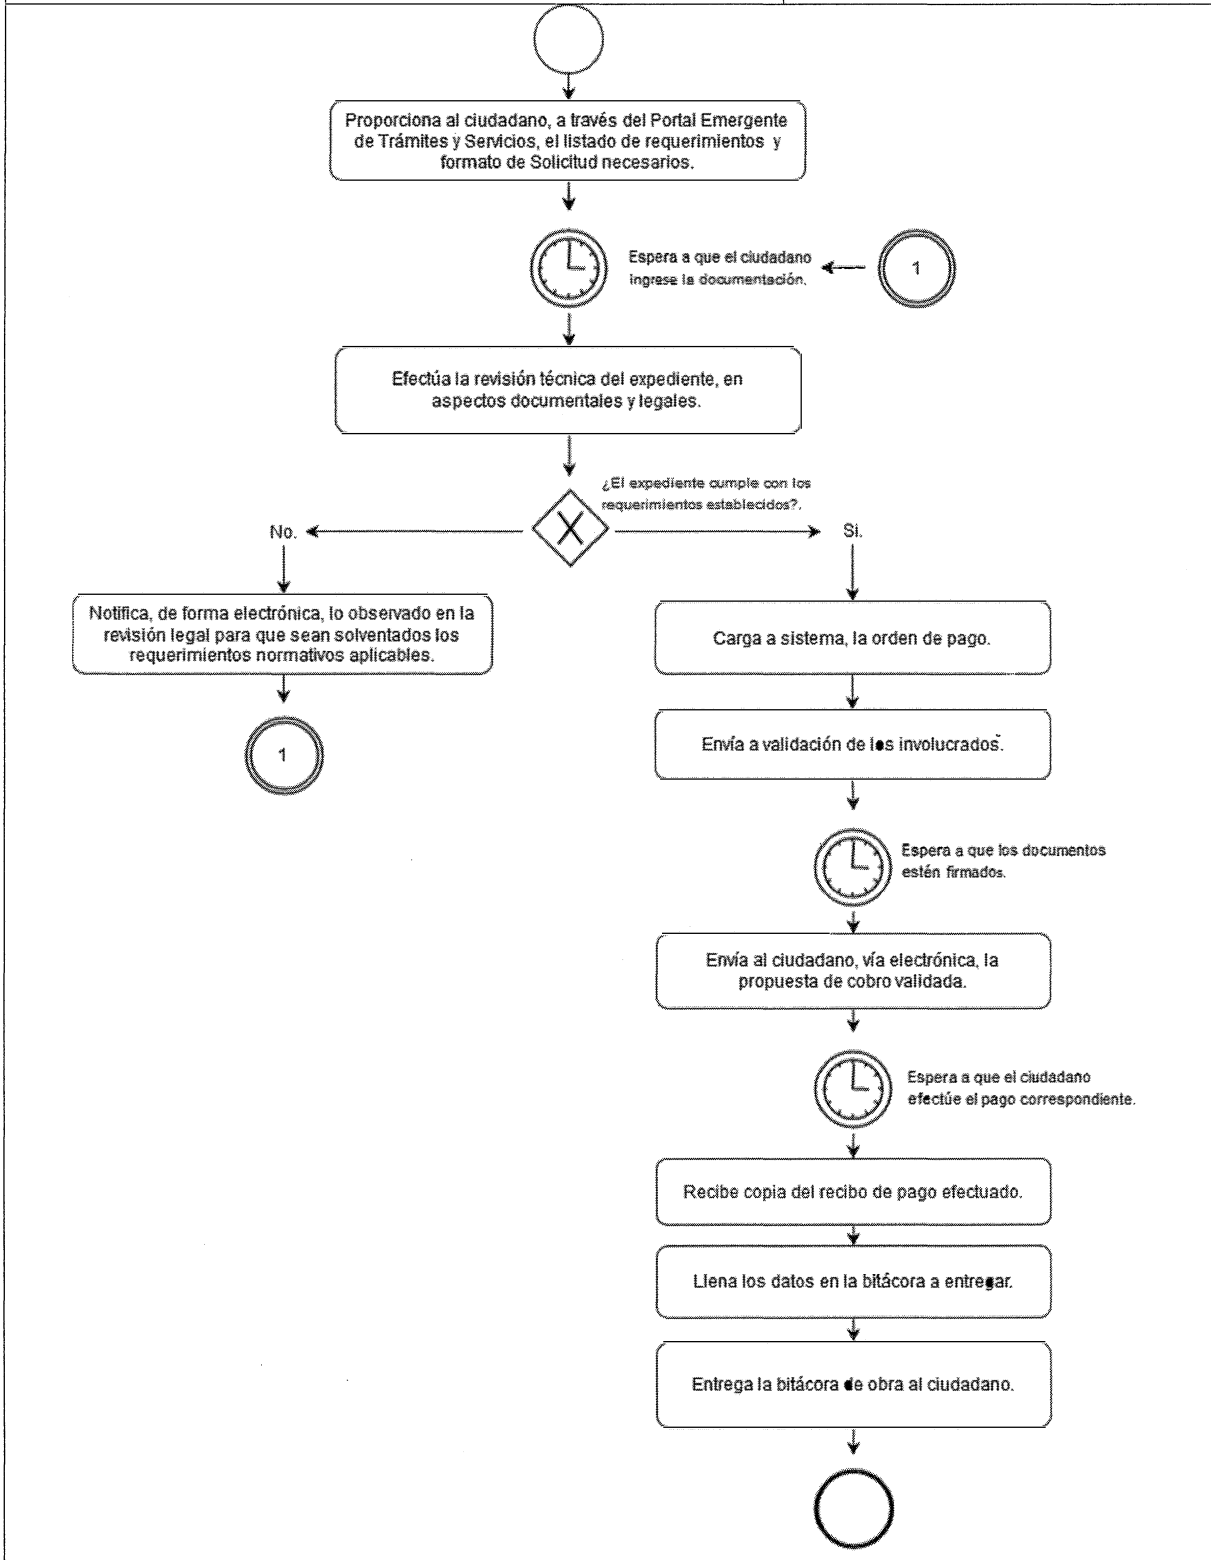 Proporciona al ciudadano, a través del Portal Emergente
de Trámites y Servicios, el listado de requerimientos y
formato de Solicitud necesarios.
Espera a que el ciudadano
ingrese la documentación.
1
Efectúa la revisión técnica del expediente, en
aspectos documentales y legales.
¿El expediente cumple con los
requerimientos establecidos?.
No.
Si.
Notifica, de forma electrónica, lo observado en la
revisión legal para que sean solventados los
requerimientos normativos aplicables.
1
Carga a sistema, la orden de pago.
Envía a validación de los involucrados.
Espera a que los documentos
estén firmados.
Envía al ciudadano, vía electrónica, la
propuesta de cobro validada.
Espera a que el ciudadano
efectúe el pago correspondiente.
Recibe copia del recibo de pago efectuado.
Llena los datos en la bitácora a entregar.
Entrega la bitácora de obra al ciudadano.